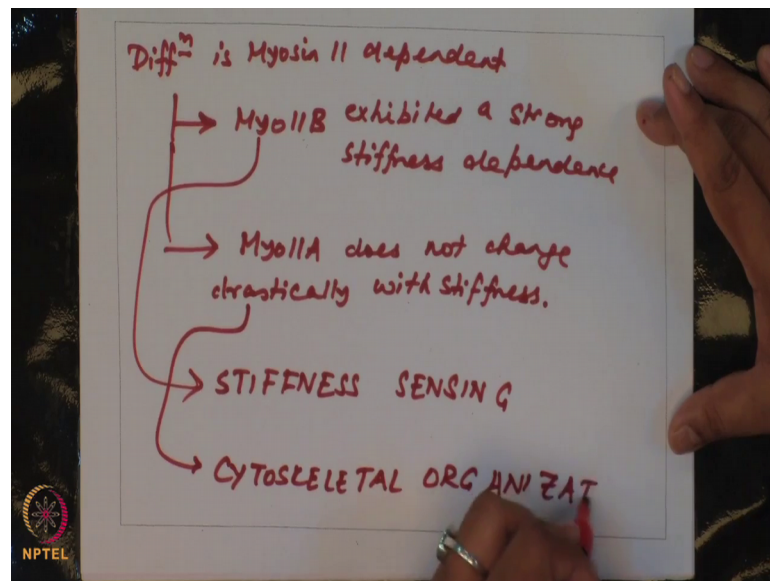 Diffⁿ is Myosin II dependent
MyoIIB exhibited a strong
stiffness dependence
MyoIIA does not change
drastically with stiffness.
STIFFNESS SENSING
CYTOSKELETAL ORGANIZAT
NPTEL